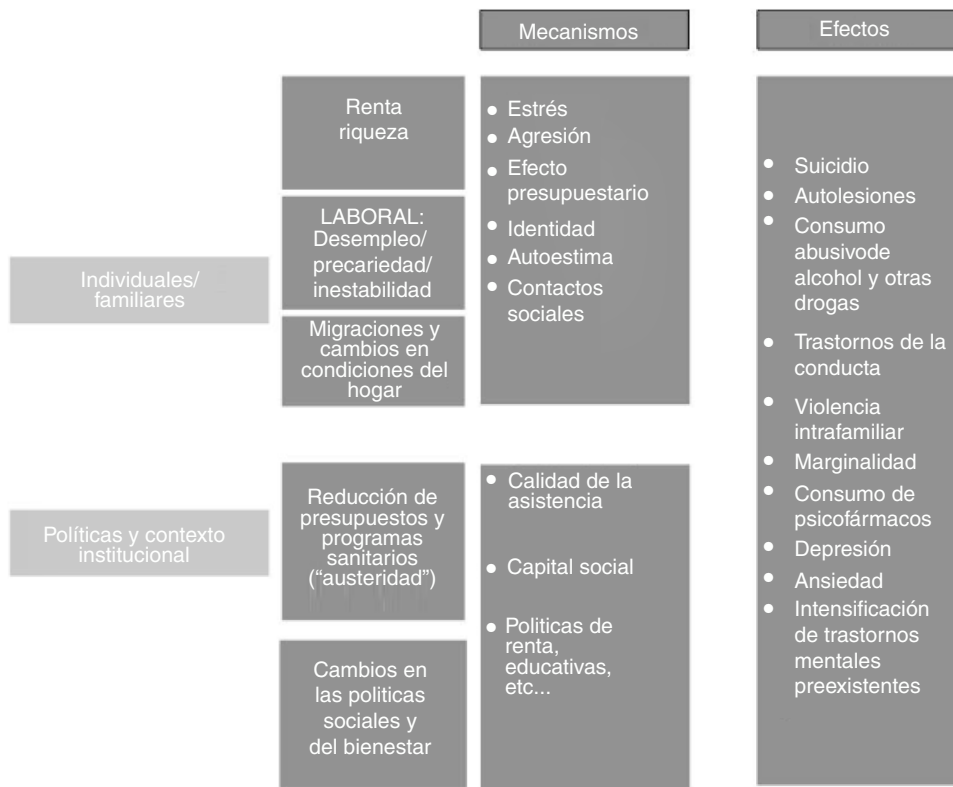 Mecanismos
Efectos
Individuales/
familiares
Renta
riqueza
LABORAL:
Desempleo/
precariedad/
inestabilidad
Migraciones y
cambios en
condiciones del
hogar
• Estrés
• Agresión
• Efecto
presupuestario
• Identidad
• Autoestima
• Contactos
sociales
Políticas y contexto
institucional
Reducción de
presupuestos y
programas
sanitarios
(“austeridad”)
Cambios en
las politicas
sociales y
del bienestar
• Calidad de la
asistencia
• Capital social
• Politicas de
renta,
educativas,
etc...
• Suicidio
• Autolesiones
• Consumo
abusivode
alcohol y otras
drogas
• Trastornos de la
conducta
• Violencia
intrafamiliar
• Marginalidad
• Consumo de
psicofármacos
• Depresión
• Ansiedad
• Intensificación
de trastornos
mentales
preexistentes